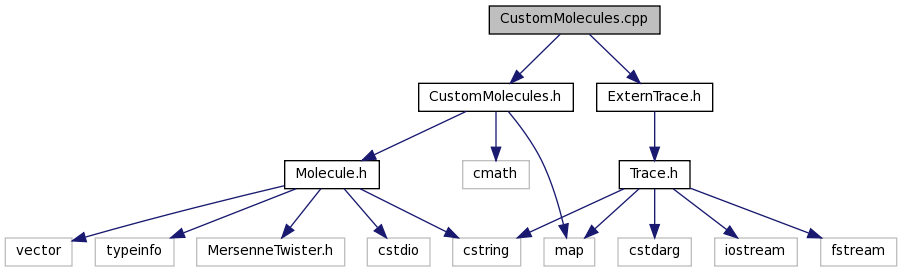 CustomMolecules.cpp
CustomMolecules.h
ExternTrace.h
Molecule.h
cmath
Trace.h
vector
typeinfo
MersenneTwister.h
cstdio
cstring
map
cstdarg
iostream
fstream